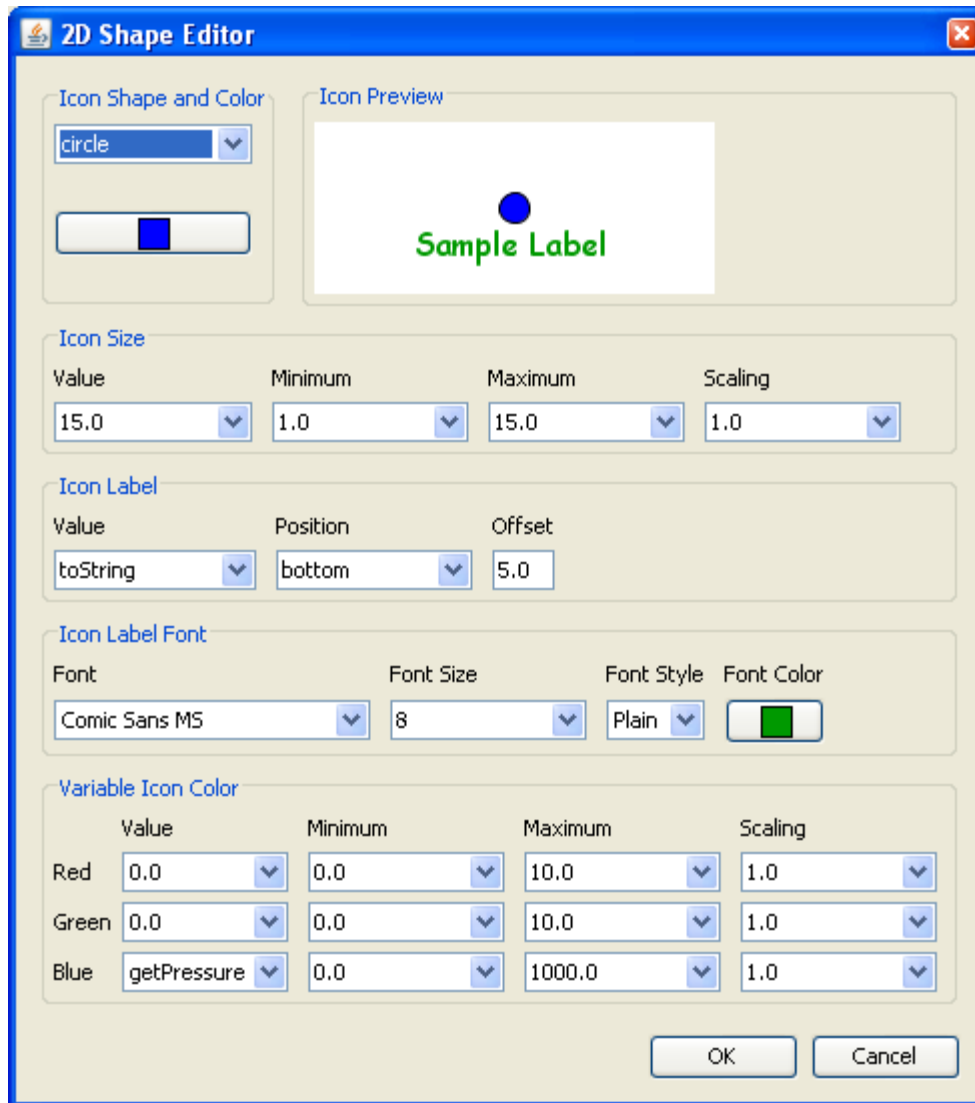 2D Shape Editor
Icon Shape and Color
circle
Icon Preview
Sample Label
Icon Size
Value Minimum Maximum Scaling
15.0 1.0 15.0 1.0
Icon Label
Value Position Offset
toString bottom 5.0
Icon Label Font
Font Font Size Font Style Font Color
Comic Sans MS 8 Plain
Variable Icon Color
Value Minimum Maximum Scaling
Red 0.0 0.0 10.0 1.0
Green 0.0 0.0 10.0 1.0
Blue getPressure 0.0 1000.0 1.0
OK Cancel